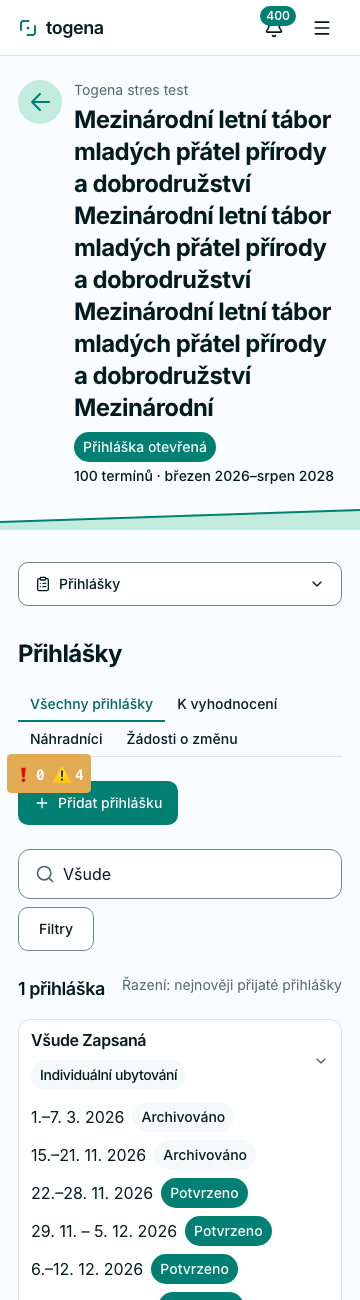 togena
400
Togena stres test
Mezinárodní letní tábor
mladých přátel přírody
a dobrodružství
Mezinárodní letní tábor
mladých přátel přírody
a dobrodružství
Mezinárodní letní tábor
mladých přátel přírody
a dobrodružství
Mezinárodní
Přihláška otevřená
100 termínů · březen 2026–srpen 2028
Přihlášky
Přihlášky
Všechny přihlášky K vyhodnocení
Náhradníci Žádosti o změnu
❗ 0 ⚠️ 4
+ Přidat přihlášku
Všude
Filtry
1 přihláška Řazení: nejnověji přijaté přihlášky
Všude Zapsaná
Individuální ubytování
1.–7. 3. 2026 Archivováno
15.–21. 11. 2026 Archivováno
22.–28. 11. 2026 Potvrzeno
29. 11. – 5. 12. 2026 Potvrzeno
6.–12. 12. 2026 Potvrzeno